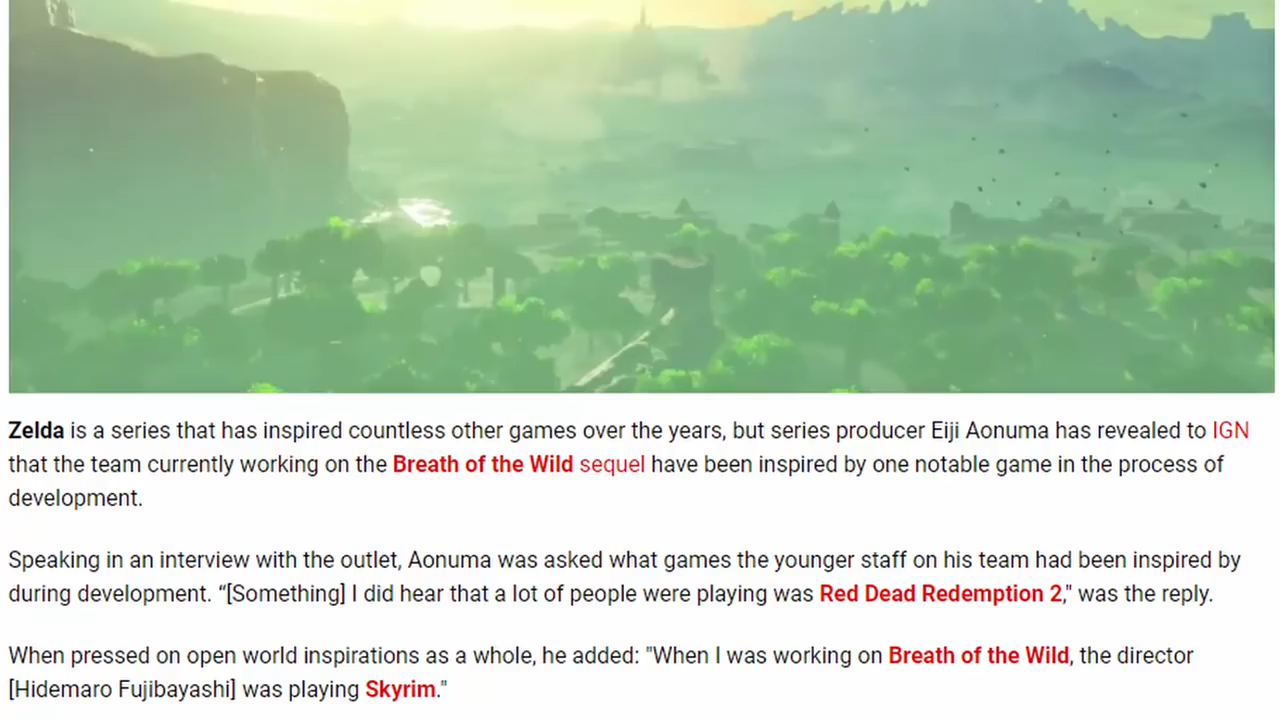 Zelda is a series that has inspired countless other games over the years, but series producer Eiji Aonuma has revealed to IGN
that the team currently working on the Breath of the Wild sequel have been inspired by one notable game in the process of
development.
Speaking in an interview with the outlet, Aonuma was asked what games the younger staff on his team had been inspired by
during development. “[Something] I did hear that a lot of people were playing was Red Dead Redemption 2," was the reply.
When pressed on open world inspirations as a whole, he added: "When I was working on Breath of the Wild, the director
[Hidemaro Fujibayashi] was playing Skyrim."